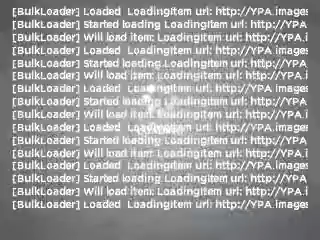 [BulkLoader] Loaded LoadingItem url: http://YPA.images
[BulkLoader] Started loading LoadingItem url: http://YPA
[BulkLoader] Will load item: LoadingItem url: http://YPA.i
[BulkLoader] Loaded LoadingItem url: http://YPA.images
[BulkLoader] Started loading LoadingItem url: http://YPA
[BulkLoader] Will load item: LoadingItem url: http://YPA.i
[BulkLoader] Loaded LoadingItem url: http://YPA.images
[BulkLoader] Started loading LoadingItem url: http://YPA
[BulkLoader] Will load item: LoadingItem url: http://YPA.i
[BulkLoader] Loaded LoadingItem url: http://YPA.images
[BulkLoader] Started loading LoadingItem url: http://YPA
[BulkLoader] Will load item: LoadingItem url: http://YPA.i
[BulkLoader] Loaded LoadingItem url: http://YPA.images
[BulkLoader] Started loading LoadingItem url: http://YPA
[BulkLoader] Will load item: LoadingItem url: http://YPA.i
[BulkLoader] Loaded LoadingItem url: http://YPA.images